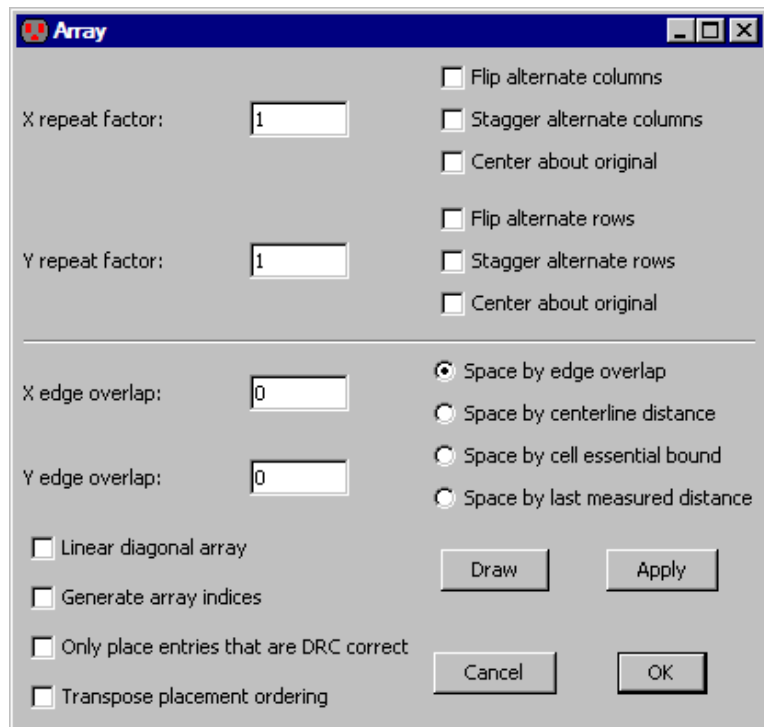 Array
Flip alternate columns
X repeat factor: 1
Stagger alternate columns
Center about original
Flip alternate rows
Y repeat factor: 1
Stagger alternate rows
Center about original
Space by edge overlap
X edge overlap: 0
Space by centerline distance
Space by cell essential bound
Y edge overlap: 0
Space by last measured distance
Linear diagonal array
Generate array indices
Only place entries that are DRC correct
Transpose placement ordering
Draw Apply
Cancel OK